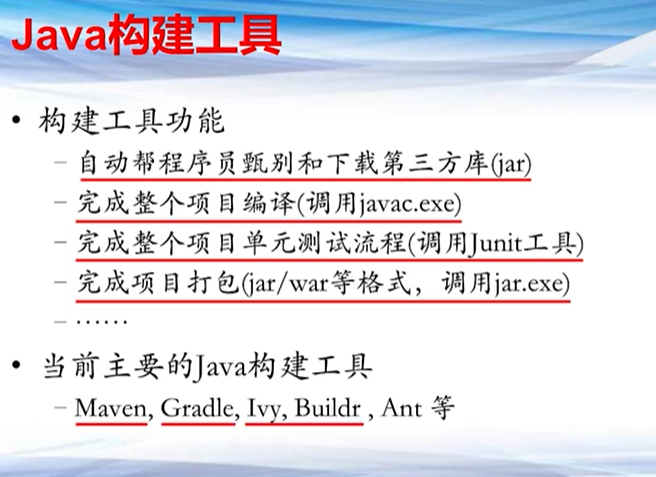 Java构建工具
• 构建工具功能
– 自动帮程序员甄别和下载第三方库(jar)
– 完成整个项目编译(调用javac.exe)
– 完成整个项目单元测试流程(调用Junit工具)
– 完成项目打包(jar/war等格式，调用jar.exe)
– ……
• 当前主要的Java构建工具
– Maven, Gradle, Ivy, Buildr , Ant 等